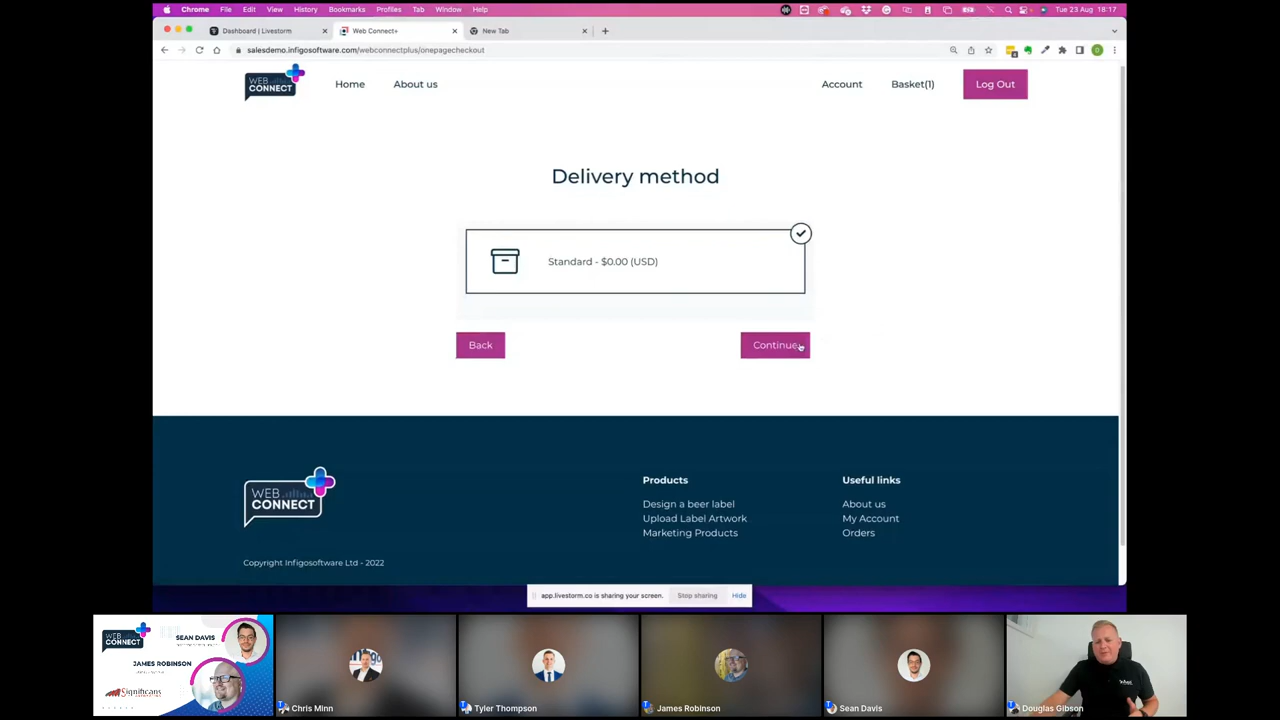 Chrome File Edit View History Bookmarks Profiles Tab Window Help
Tue 23 Aug 18:17
Dashboard | Livestorm
Web Connect+
New Tab
salesdemo.infigosoftware.com/webconnectplus/onepagecheckout
WEB
CONNECT
Home
About us
Account
Basket(1)
Log Out
Delivery method
Standard - $0.00 (USD)
Back
Continue
WEB
CONNECT
Products
Design a beer label
Upload Label Artwork
Marketing Products
Useful links
About us
My Account
Orders
Copyright Infigosoftware Ltd - 2022
app.livestorm.co is sharing your screen.
Stop sharing
Hide
WEB
CONNECT
SEAN DAVIS
JAMES ROBINSON
Significans
Chris Minn
Tyler Thompson
James Robinson
Sean Davis
Douglas Gibson